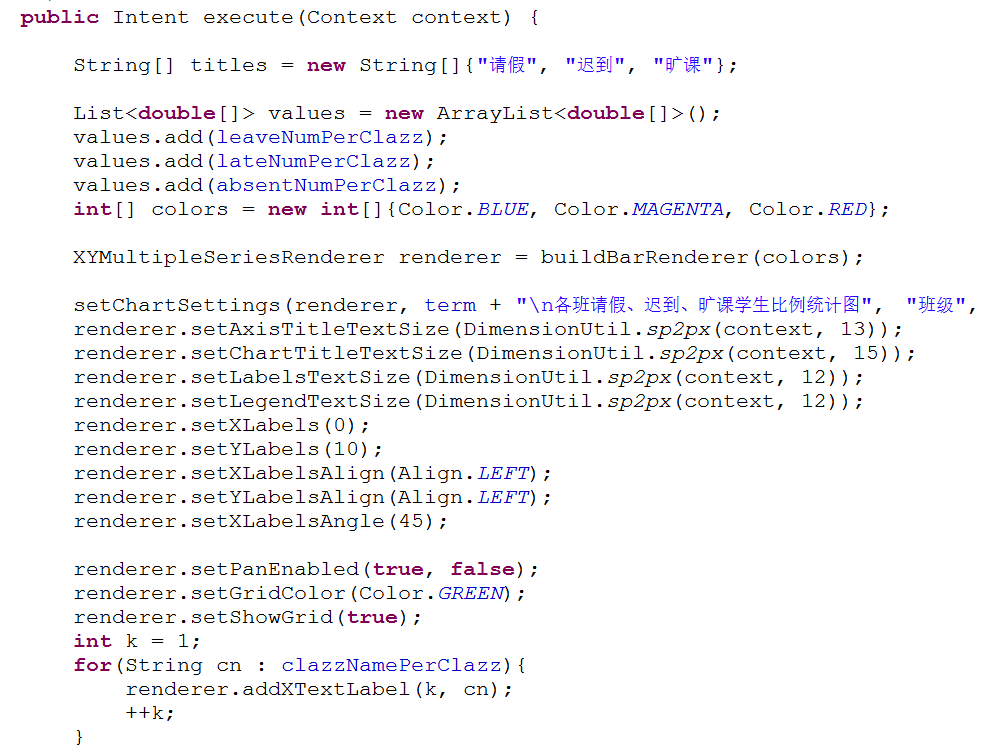 public Intent execute(Context context) {
String[] titles = new String[]{"请假", "迟到", "旷课"};
List<double[]> values = new ArrayList<double[]>();
values.add(leaveNumPerClazz);
values.add(lateNumPerClazz);
values.add(absentNumPerClazz);
int[] colors = new int[]{Color.BLUE, Color.MAGENTA, Color.RED};
XYMultipleSeriesRenderer renderer = buildBarRenderer(colors);
setChartSettings(renderer, term + "\n各班请假、迟到、旷课学生比例统计图", "班级",
renderer.setAxisTitleTextSize(DimensionUtil.sp2px(context, 13));
renderer.setChartTitleTextSize(DimensionUtil.sp2px(context, 15));
renderer.setLabelsTextSize(DimensionUtil.sp2px(context, 12));
renderer.setLegendTextSize(DimensionUtil.sp2px(context, 12));
renderer.setXLabels(0);
renderer.setYLabels(10);
renderer.setXLabelsAlign(Align.LEFT);
renderer.setYLabelsAlign(Align.LEFT);
renderer.setXLabelsAngle(45);
renderer.setPanEnabled(true, false);
renderer.setGridColor(Color.GREEN);
renderer.setShowGrid(true);
int k = 1;
for(String cn : clazzNamePerClazz){
renderer.addXTextLabel(k, cn);
++k;
}